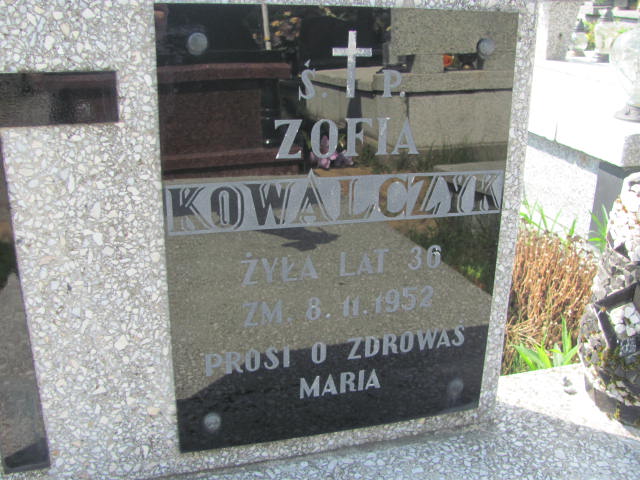 Ś P.
ZOFIA
KOWALCZYK
ŻYŁA LAT 36
ZM. 8.11.1952
PROSI O ZDROWAŚ
MARIA